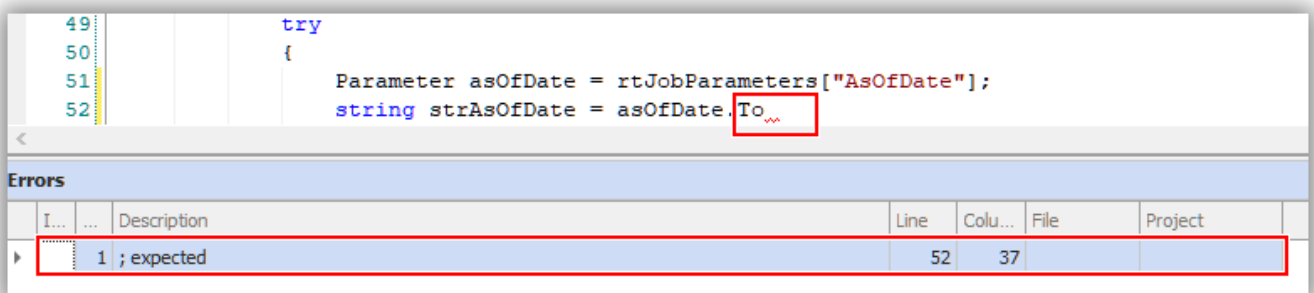 49 try
50 {
51 Parameter asOfDate = rtJobParameters["AsOfDate"];
52 string strAsOfDate = asOfDate.To
Errors
I... ... Description Line Colu... File Project
1 ; expected 52 37